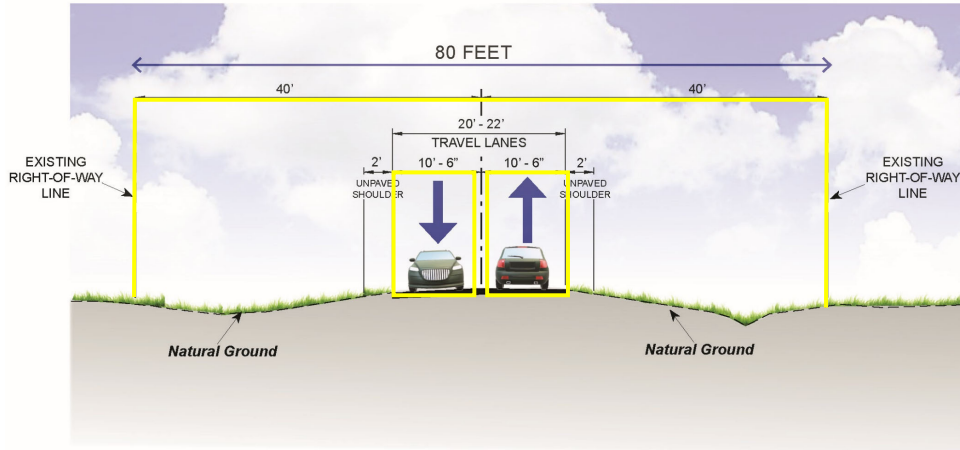 80 FEET
40'
40'
20' - 22'
TRAVEL LANES
2'
10' - 6"
10' - 6"
2'
UNPAVED
SHOULDER
UNPAVED
SHOULDER
EXISTING
RIGHT-OF-WAY
LINE
EXISTING
RIGHT-OF-WAY
LINE
Natural Ground
Natural Ground